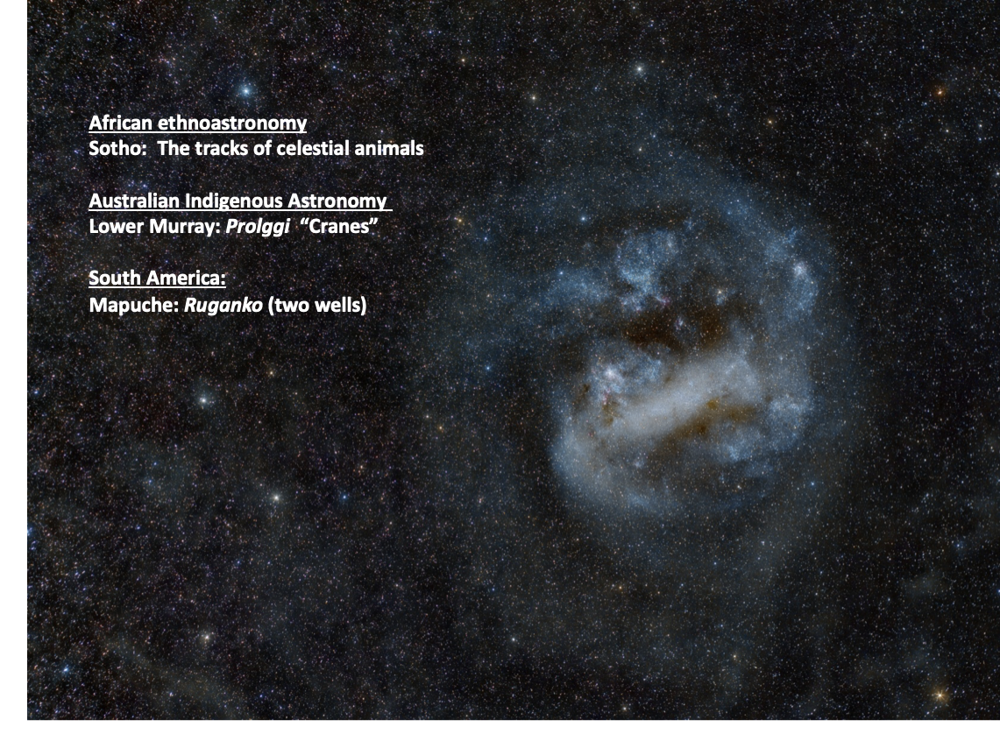 African ethnoastronomy
Sotho:  The tracks of celestial animals
Australian Indigenous Astronomy
Lower Murray: Prolggi  “Cranes”
South America:
Mapuche: Ruganko (two wells)